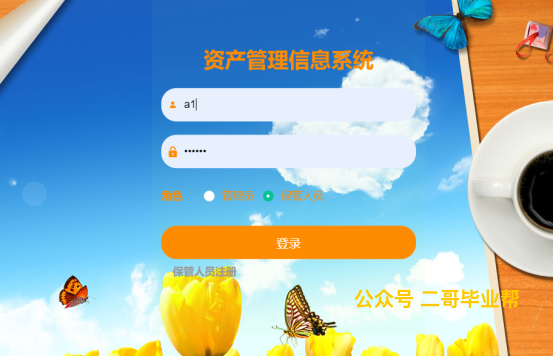 资产管理信息系统
a1
••••••
角色 管理员 保管人员
登录
保管人员注册
公众号 二哥毕业帮